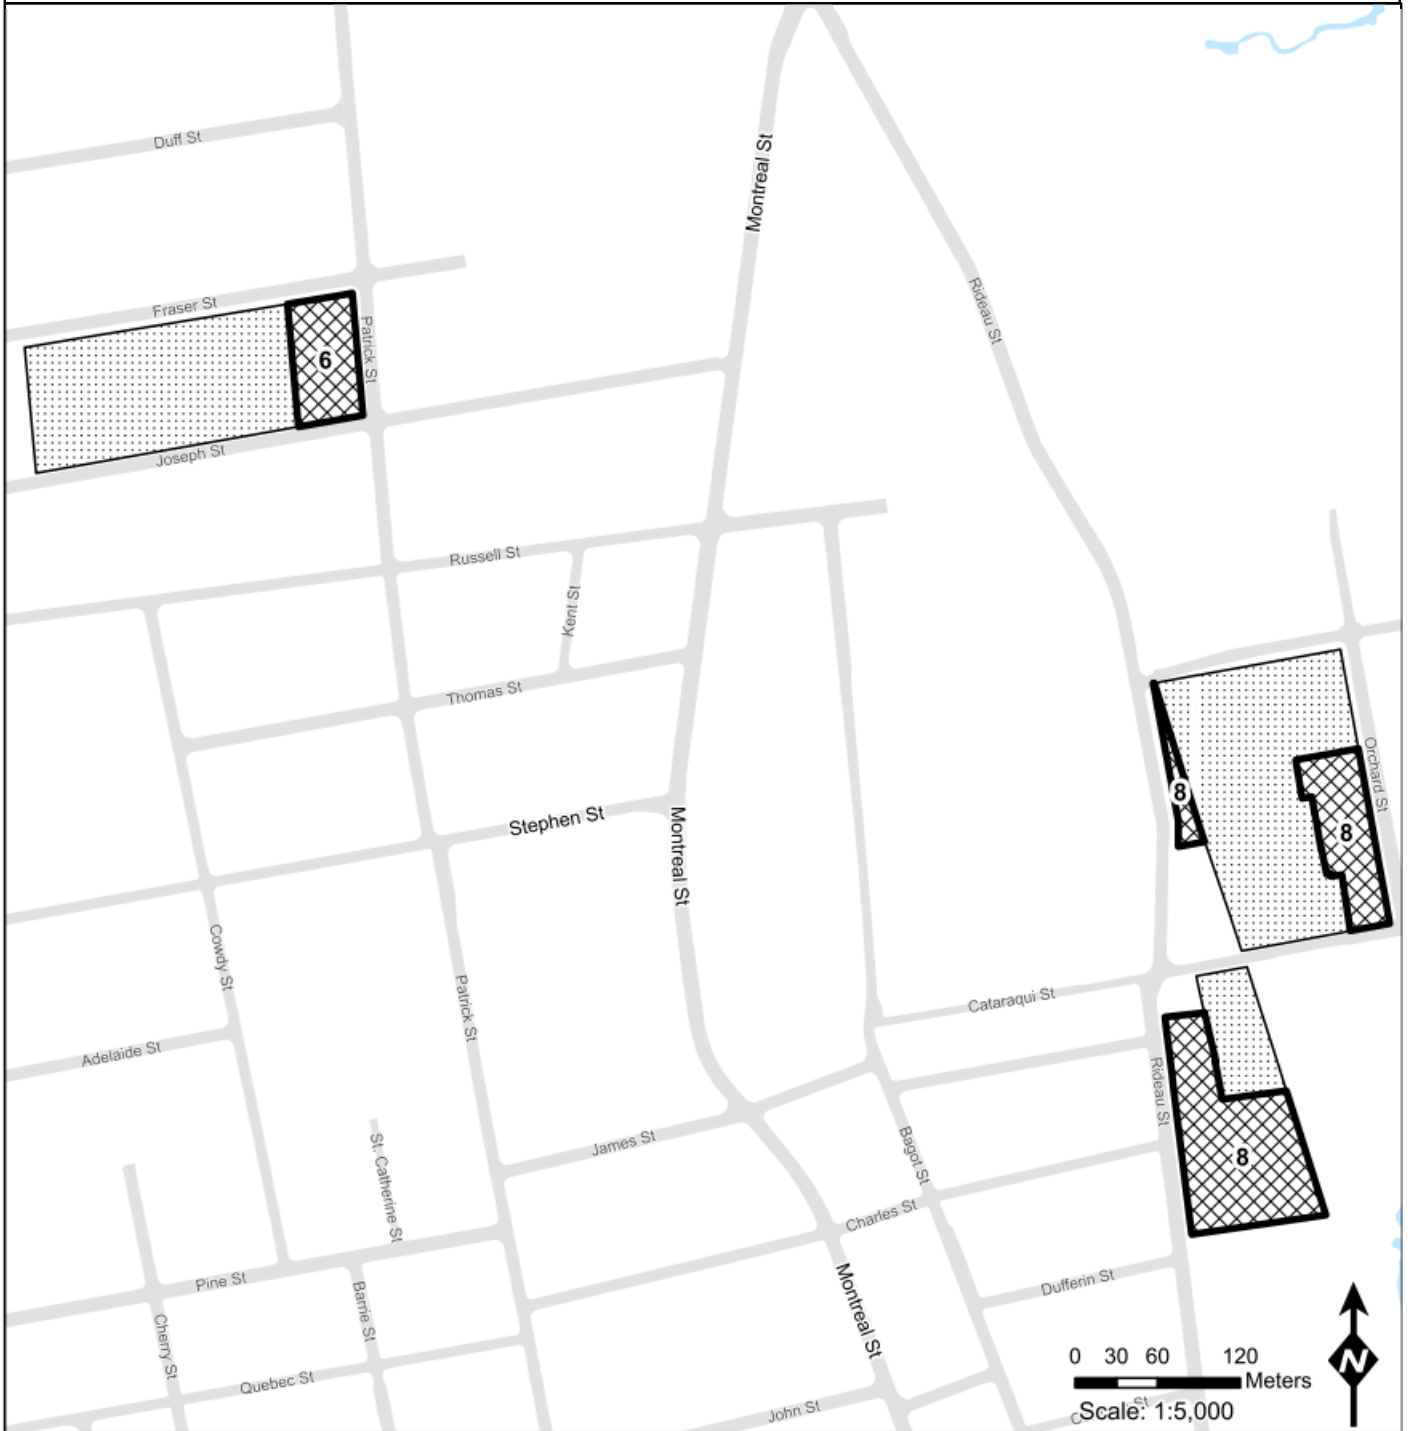 Duff St
Montreal St
Fraser St
Rideau St
Patrick St
6
Joseph St
Russell St
Kent St
Thomas St
Orchard St
8
Stephen St
Montreal St
8
Cowdy St
Patrick St
Cataraqui St
Adelaide St
Rideau St
St. Catherine St
James St
Bagot St
8
Charles St
Pine St
Dufferin St
Barrie St
Montreal St
Cherry St
0 30 60 120
Meters
N
Quebec St
John St
St
Scale: 1:5,000